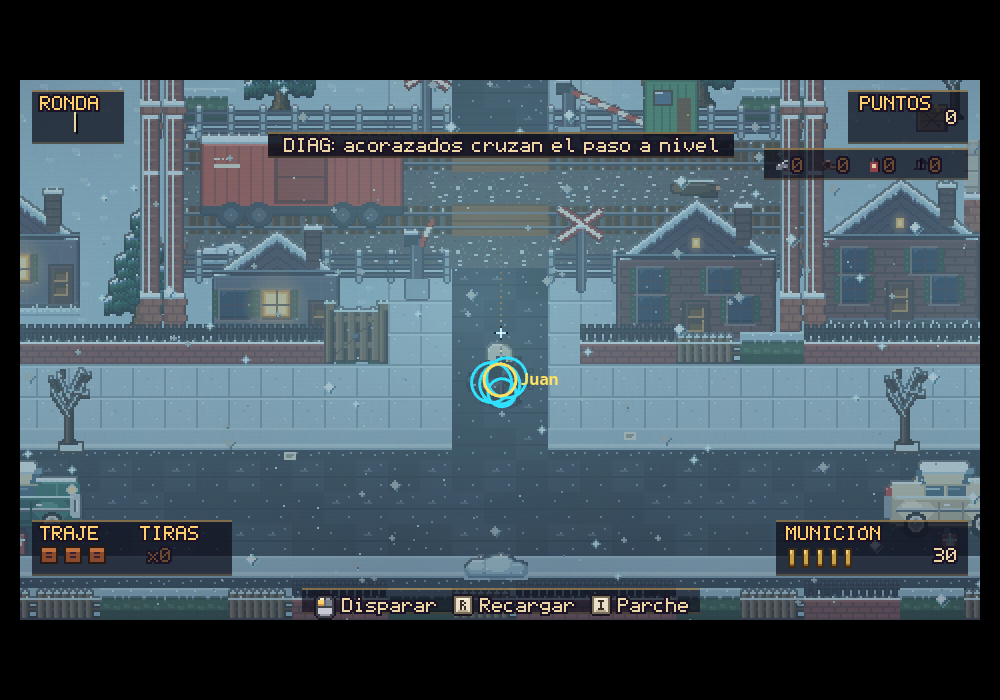 RONDA
I
PUNTOS
0
DIAG: acorazados cruzan el paso a nivel
0 0 0 0
Juan
TRAJE TIRAS
x0
MUNICIÓN
30
Disparar R Recargar I Parche